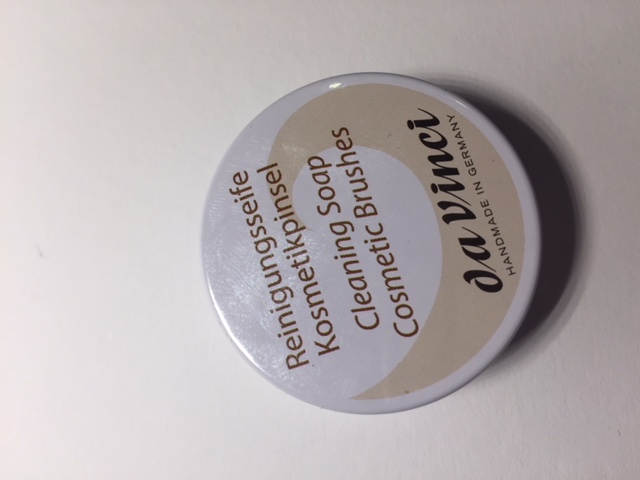 Reinigungsseife
Kosmetikpinsel
Cleaning Soap
Cosmetic Brushes
da Vinci
HANDMADE IN GERMANY